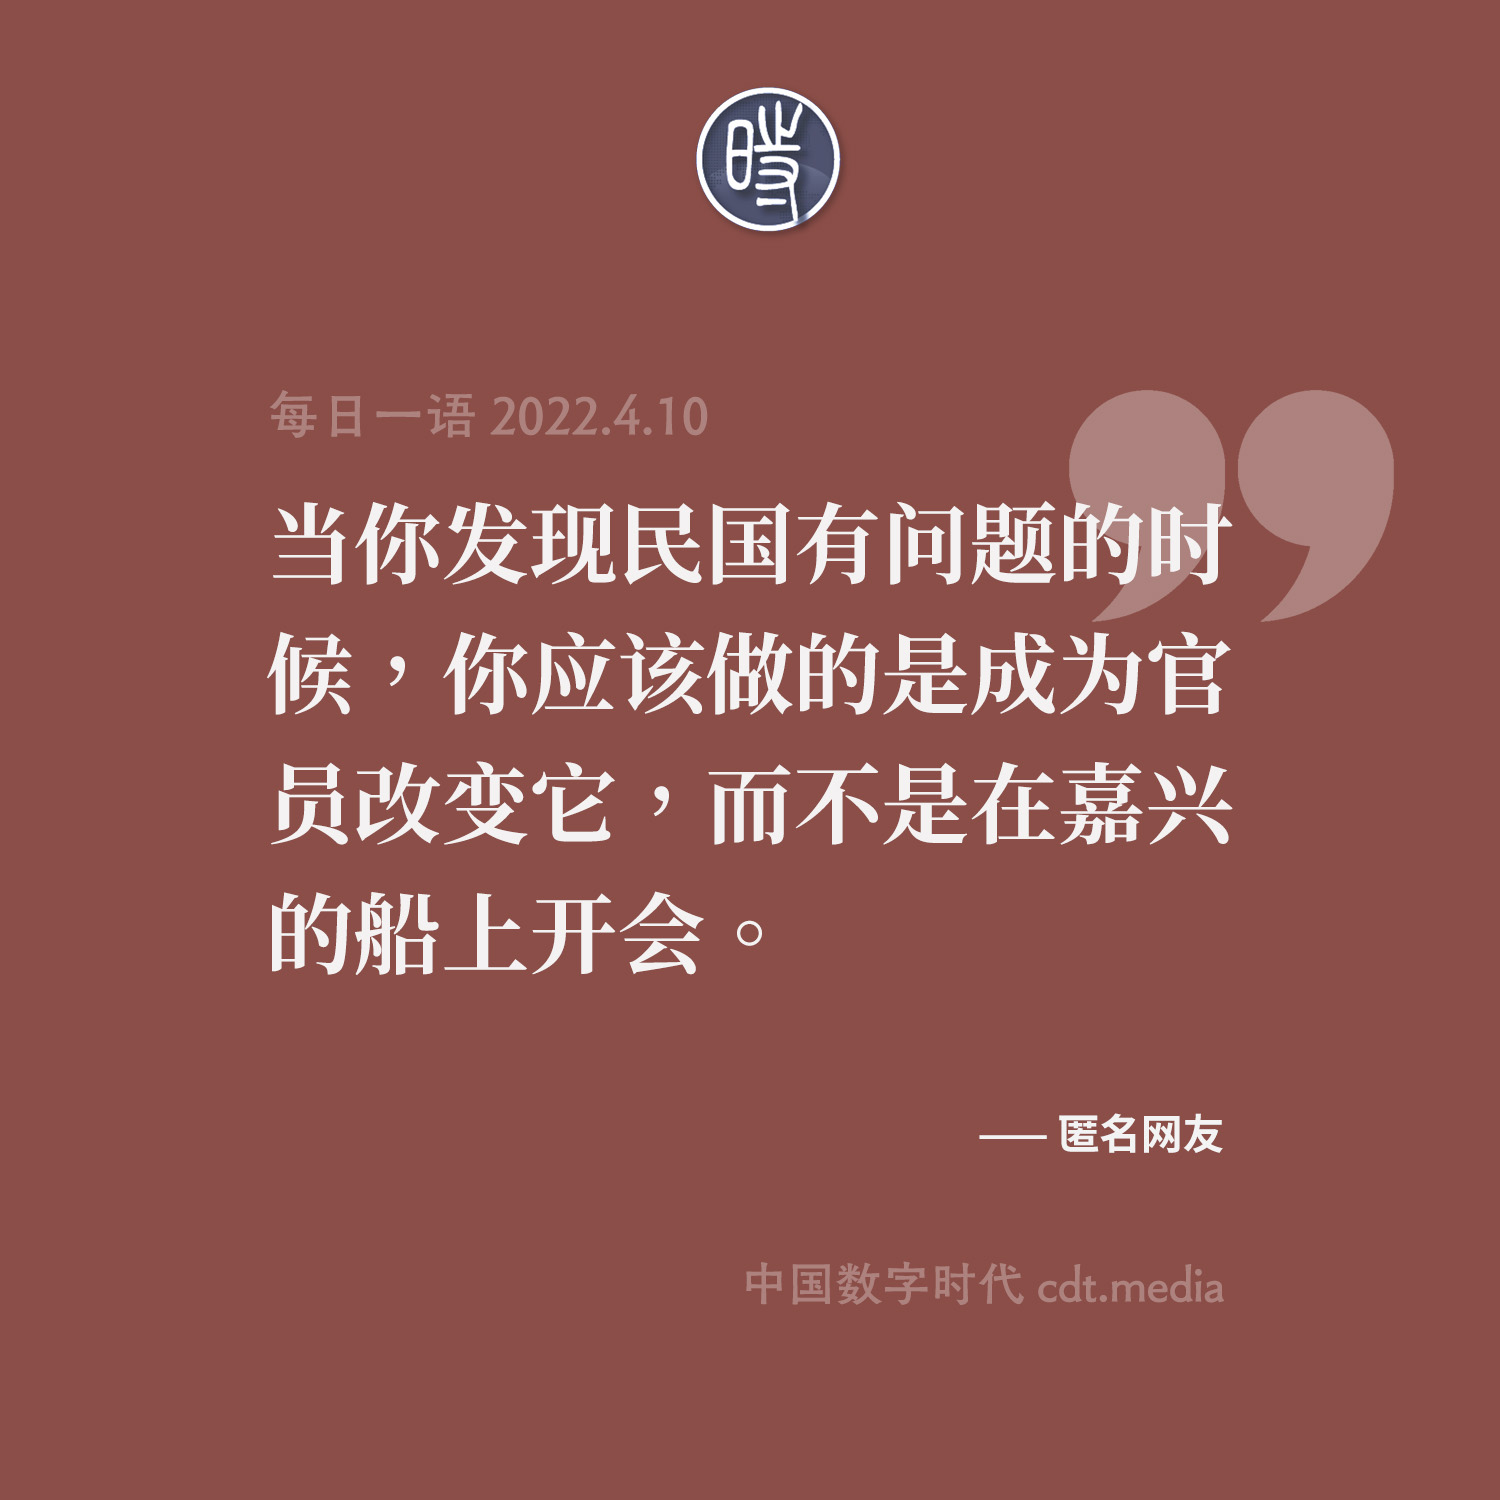 時
每日一语 2022.4.10
当你发现民国有问题的时
候，你应该做的是成为官
员改变它，而不是在嘉兴
的船上开会。
—— 匿名网友
中国数字时代 cdt.media